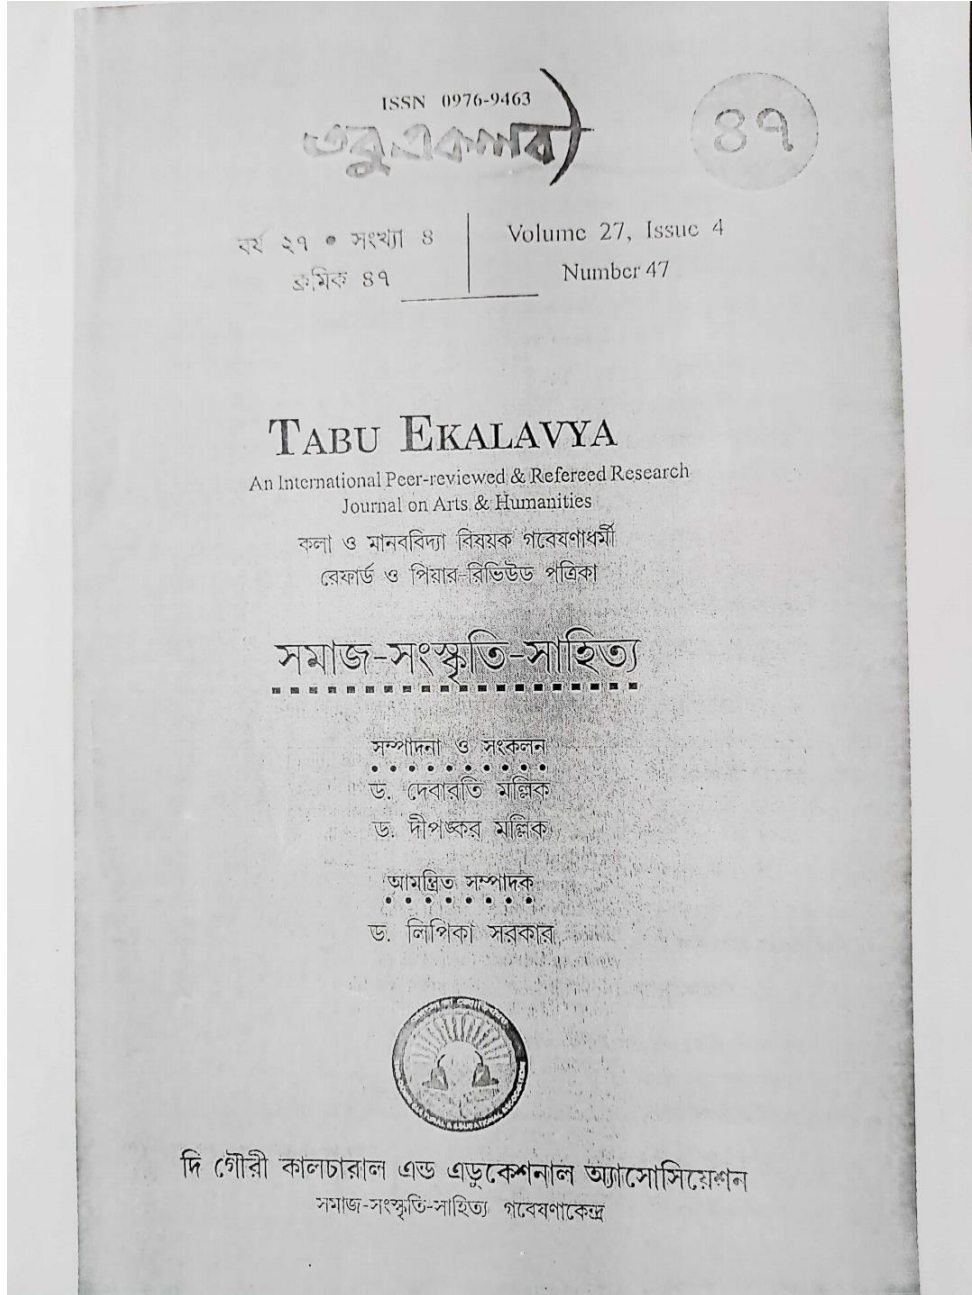 ISSN 0976-9463
তবু একলব্য
৪৭
বর্ষ ২৭ • সংখ্যা ৪
ক্রমিক ৪৭
Volume 27, Issue 4
Number 47
TABU EKALAVYA
An International Peer-reviewed & Refereed Research
Journal on Arts & Humanities
কলা ও মানববিদ্যা বিষয়ক গবেষণাধর্মী
রেফার্ড ও পিয়ার-রিভিউড পত্রিকা
সমাজ-সংস্কৃতি-সাহিত্য
সম্পাদনা ও সংকলন
ড. দেবারতি মল্লিক
ড. দীপঙ্কর মল্লিক
আমন্ত্রিত সম্পাদক
ড. লিপিকা সরকার
দি গৌরী কালচারাল এন্ড এডুকেশনাল অ্যাসোসিয়েশন
সমাজ-সংস্কৃতি-সাহিত্য গবেষণাকেন্দ্র